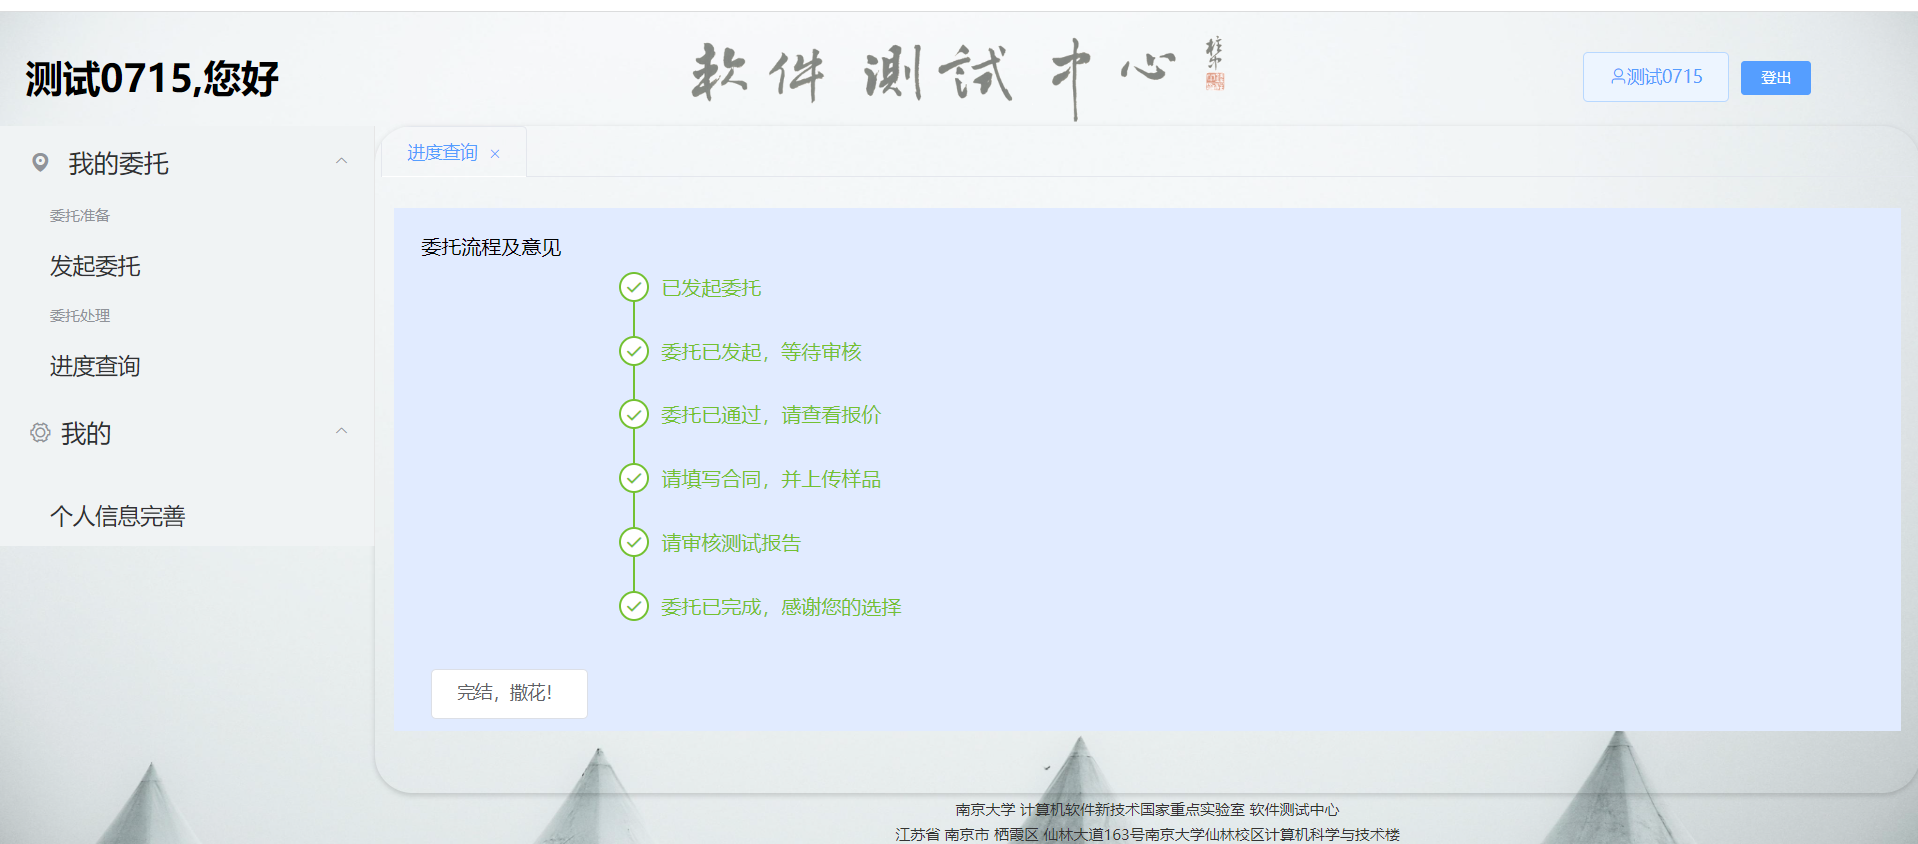 测试0715,您好
軟件 測試 中心
测试0715
登出
我的委托
委托准备
发起委托
委托处理
进度查询
我的
个人信息完善
进度查询
委托流程及意见
已发起委托
委托已发起，等待审核
委托已通过，请查看报价
请填写合同，并上传样品
请审核测试报告
委托已完成，感谢您的选择
完结，撒花！
南京大学 计算机软件新技术国家重点实验室 软件测试中心
江苏省 南京市 栖霞区 仙林大道163号南京大学仙林校区计算机科学与技术楼